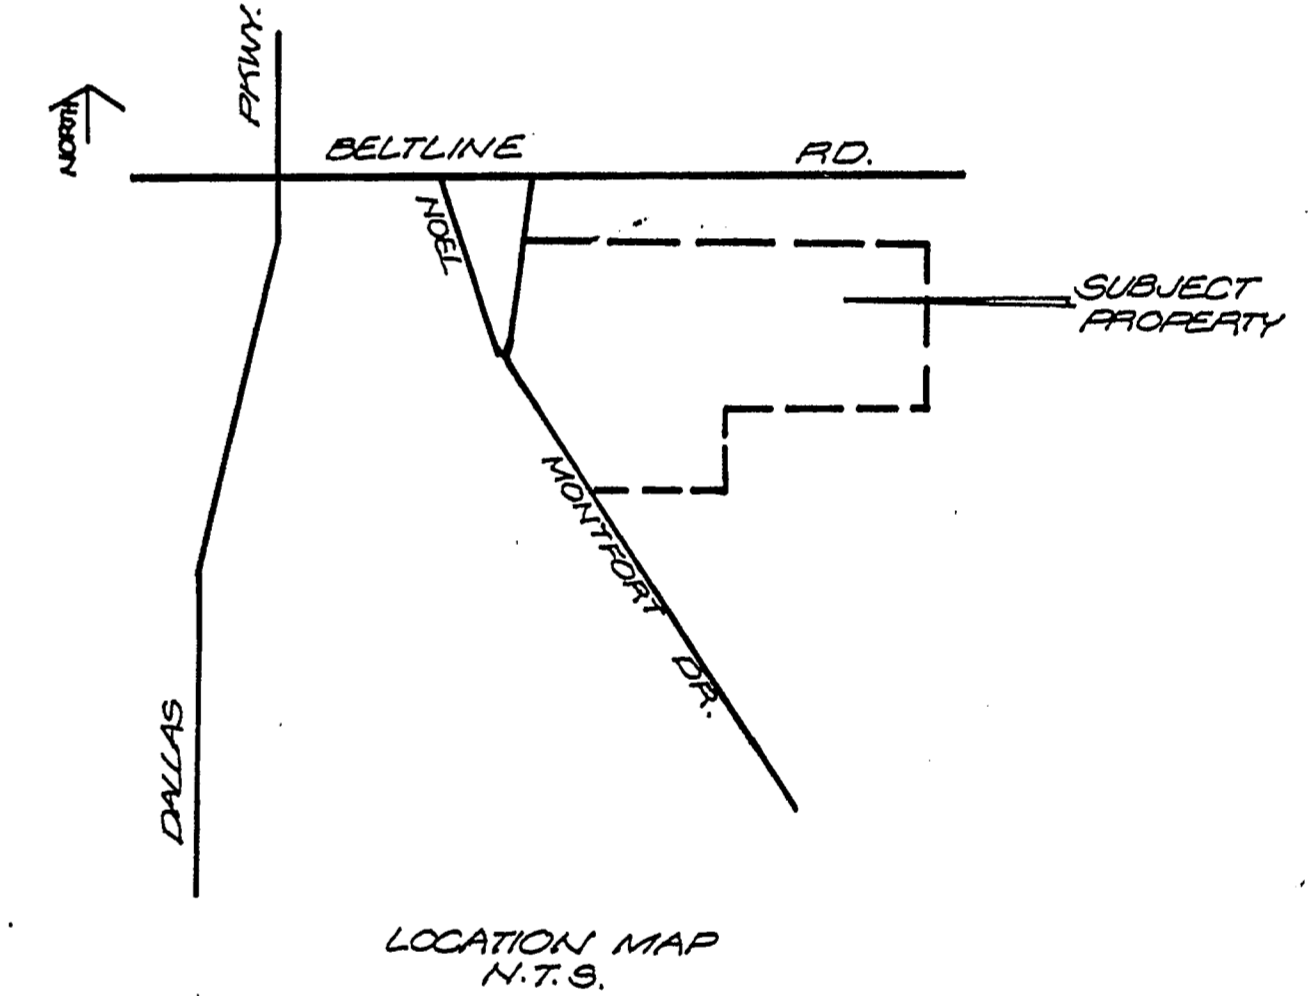 PKWY.
NORTH
BELTLINE RD.
NOEL
SUBJECT
PROPERTY
MONTFORT DR.
DALLAS
LOCATION MAP
N.T.S.